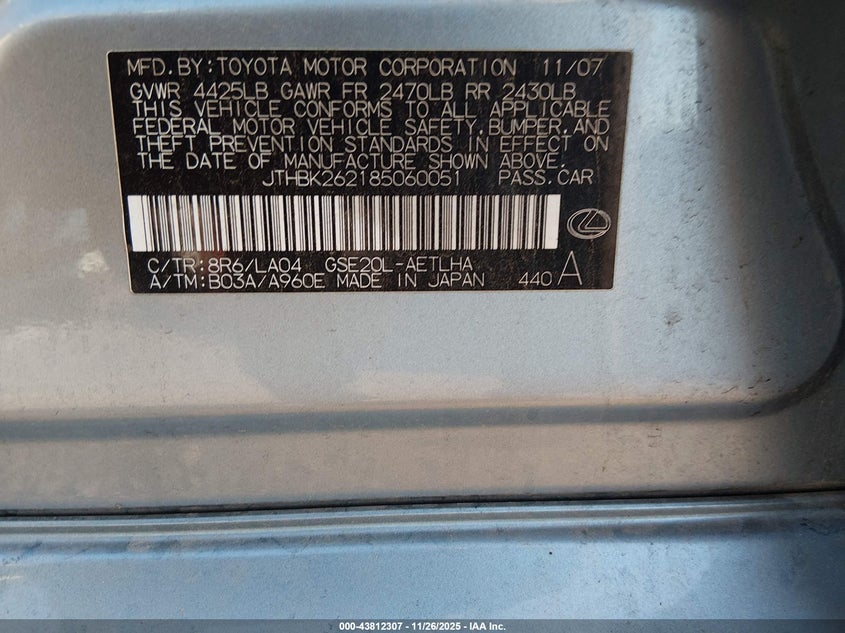 MFD.BY:TOYOTA MOTOR CORPORATION 11/07
GVWR 4425LB GAWR FR 2470LB RR 2430LB
THIS VEHICLE CONFORMS TO ALL APPLICABLE
FEDERAL MOTOR VEHICLE SAFETY,BUMPER,AND
THEFT PREVENTION STANDARDS IN EFFECT ON
THE DATE OF MANUFACTURE SHOWN ABOVE.
JTHBK262185060051 PASS.CAR
C/TR:8R6/LA04 GSE20L-AETLHA
A/TM:B03A/A960E MADE IN JAPAN 440 A
000-43812307 | 11/26/2025 - IAA Inc.